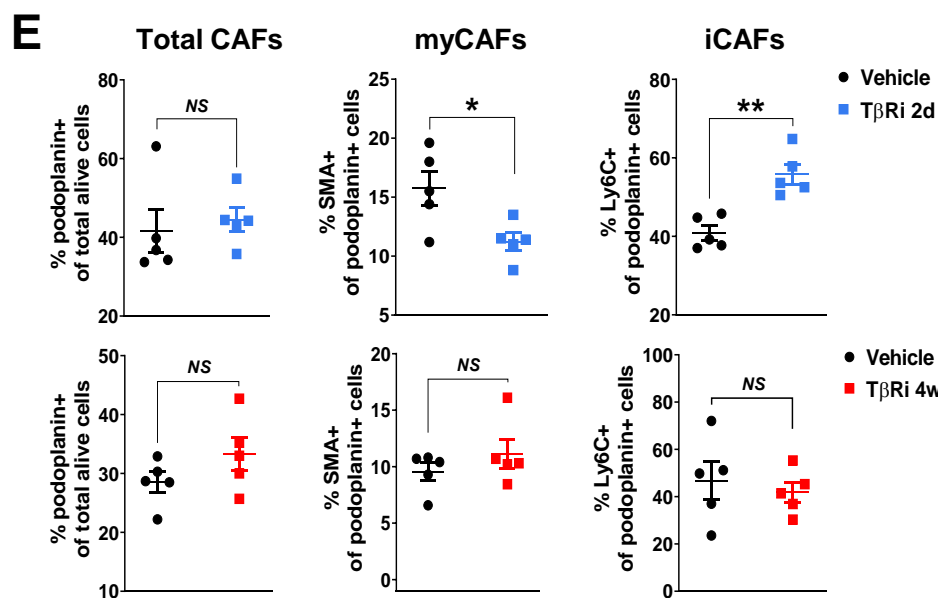 E
Total CAFs
myCAFs
iCAFs
% podoplanin+
of total alive cells
80
60
40
20
NS
% SMA+
of podoplanin+ cells
25
20
15
10
5
*
% Ly6C+
of podoplanin+ cells
80
60
40
20
**
Vehicle
TβRi 2d
% podoplanin+
of total alive cells
50
40
30
20
10
NS
% SMA+
of podoplanin+ cells
20
15
10
5
0
NS
% Ly6C+
of podoplanin+ cells
100
80
60
40
20
0
NS
Vehicle
TβRi 4w